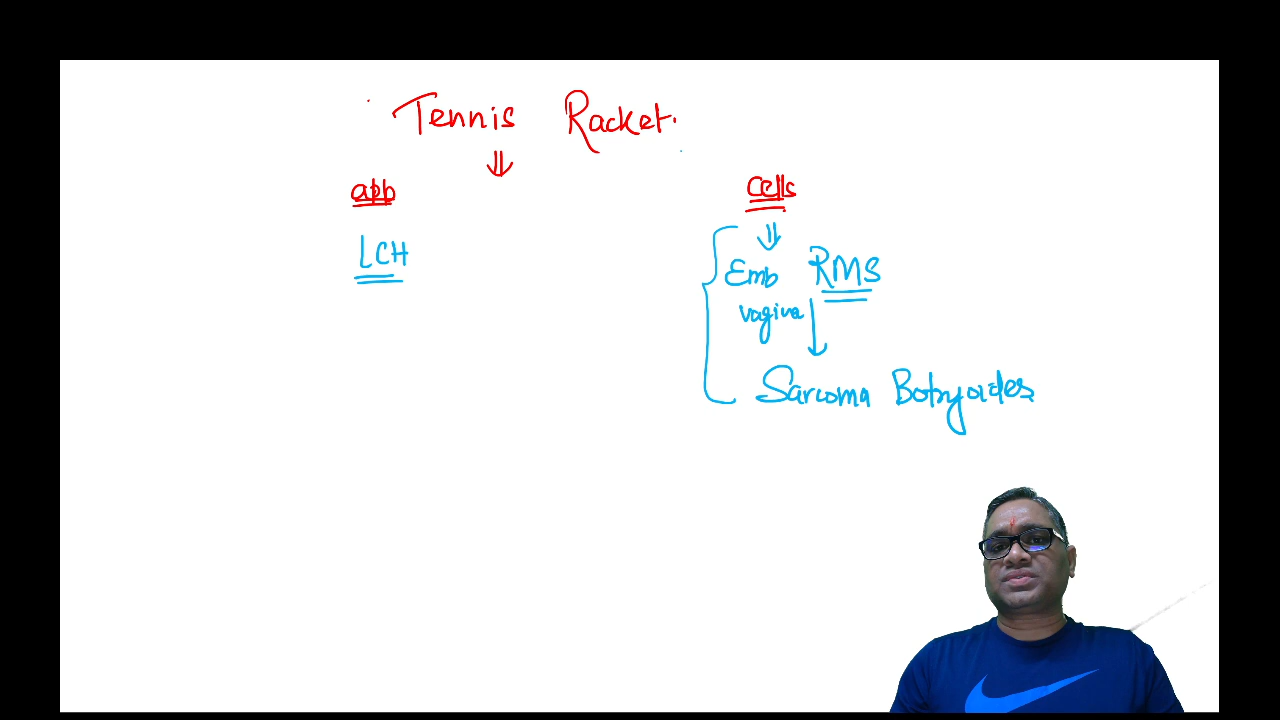 Tennis Racket.
app cells
LCH
Emb RMS
vagina
Sarcoma Botryoides